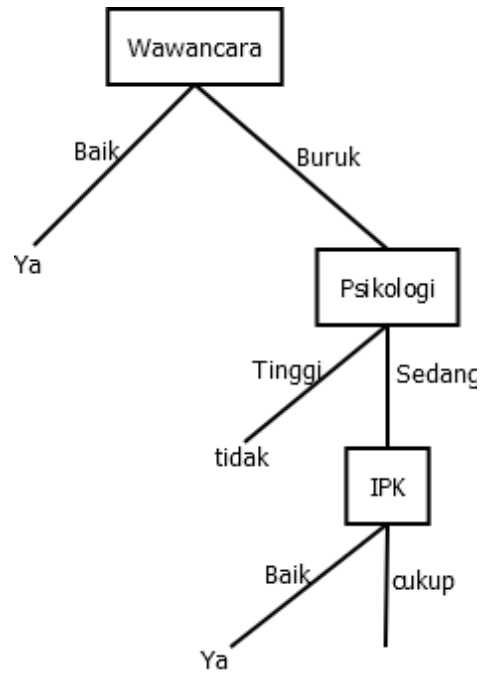 Wawancara
Baik
Buruk
Ya
Psikologi
Tinggi
Sedang
tidak
IPK
Baik
cukup
Ya